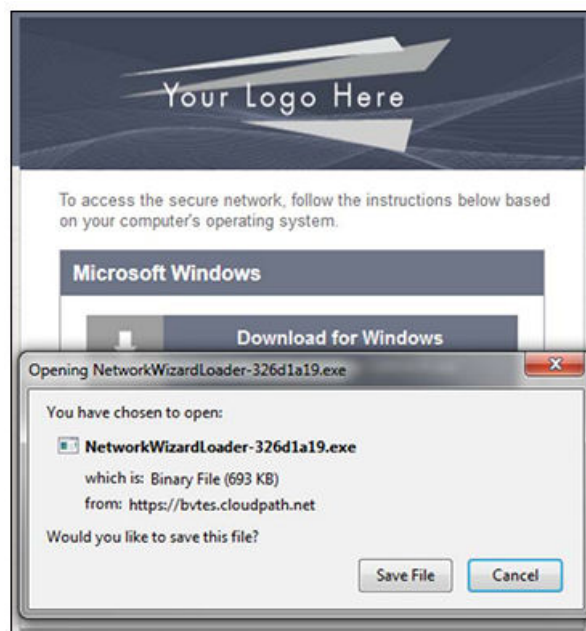 Your Logo Here
To access the secure network, follow the instructions below based
on your computer's operating system.
Microsoft Windows
Download for Windows
Opening NetworkWizardLoader-326d1a19.exe
You have chosen to open:
NetworkWizardLoader-326d1a19.exe
which is: Binary File (693 KB)
from: https://bvtes.cloudpath.net
Would you like to save this file?
Save File Cancel